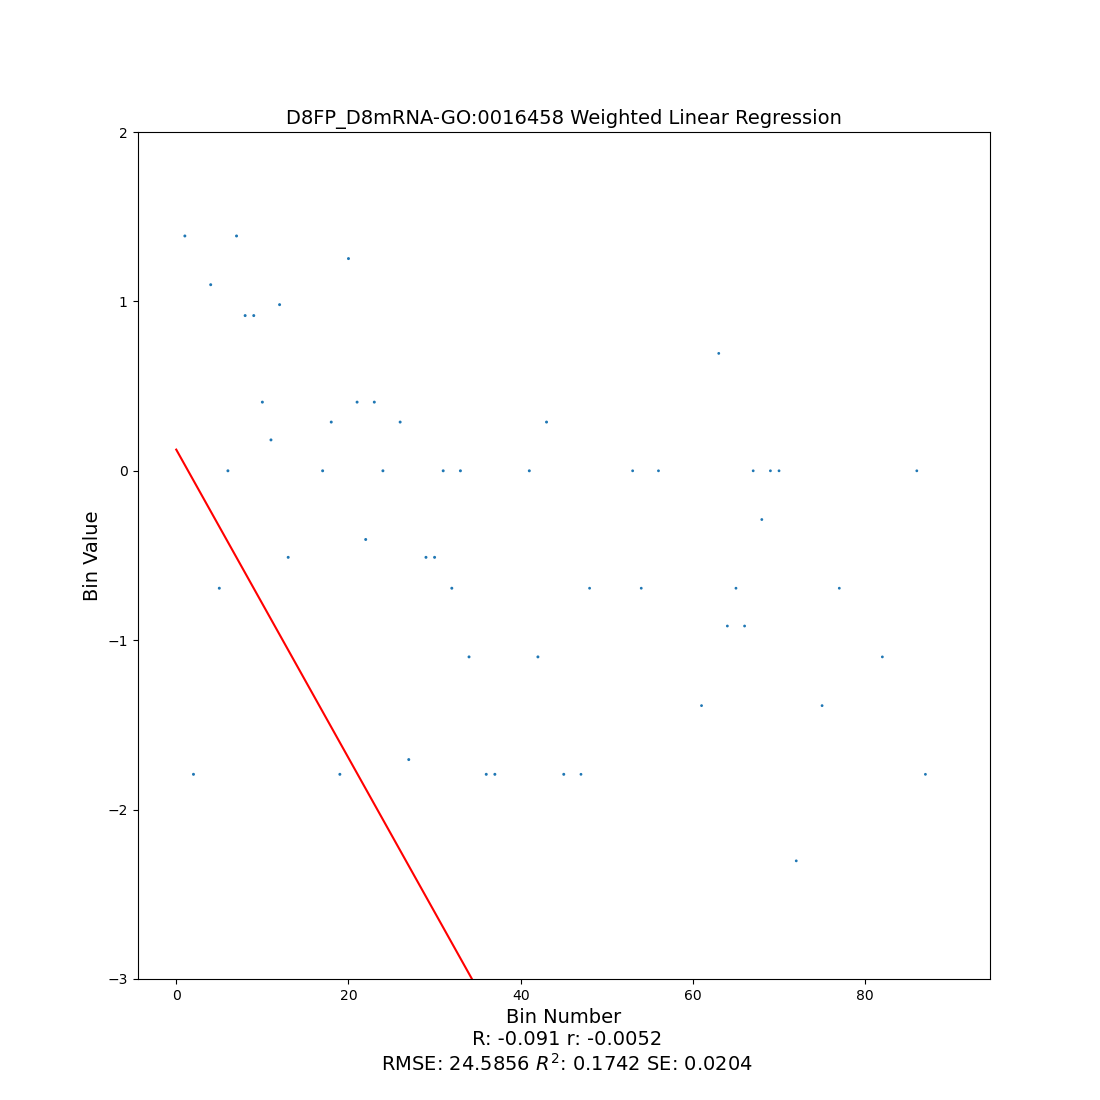 D8FP_D8mRNA-GO:0016458 Weighted Linear Regression
2
1
0
−1
−2
−3
Bin Value
0 20 40 60 80
Bin Number
R: -0.091 r: -0.0052
RMSE: 24.5856 R²: 0.1742 SE: 0.0204